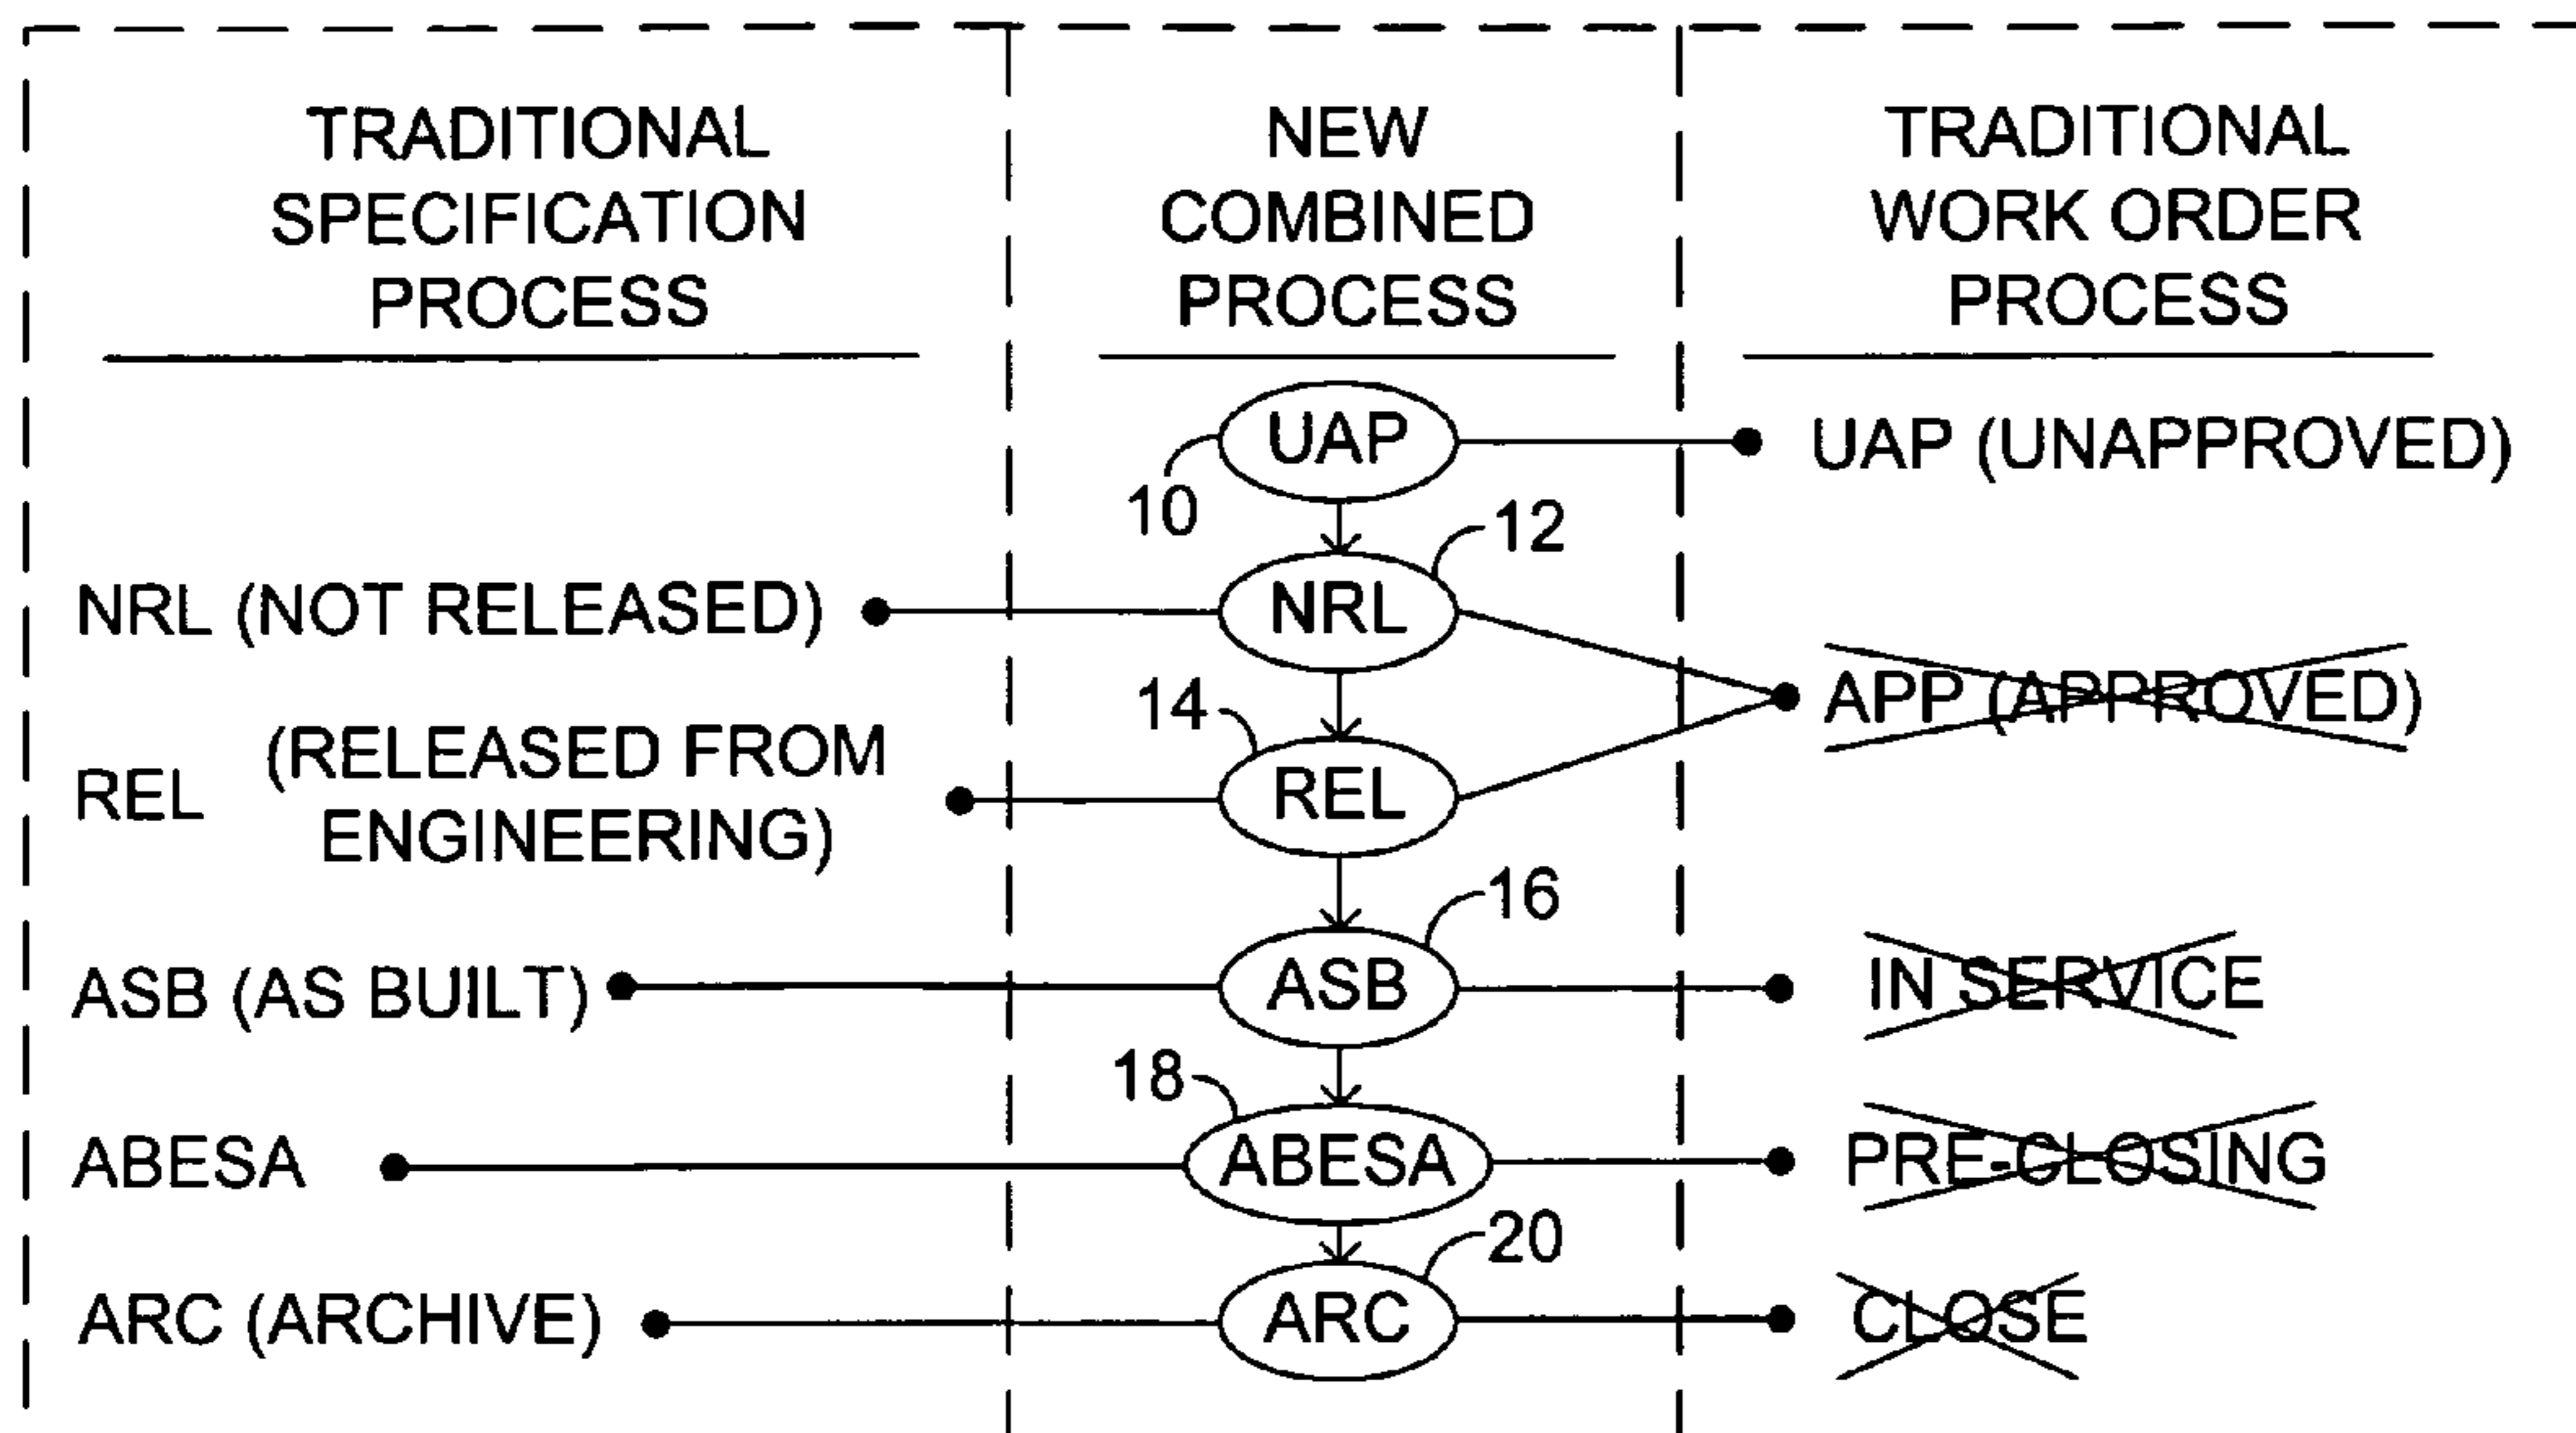 TRADITIONAL
SPECIFICATION
PROCESS
NEW
COMBINED
PROCESS
TRADITIONAL
WORK ORDER
PROCESS
UAP
UAP (UNAPPROVED)
10
12
NRL (NOT RELEASED)
NRL
APP (APPROVED)
14
REL
(RELEASED FROM
ENGINEERING)
REL
16
ASB (AS BUILT)
ASB
IN SERVICE
18
ABESA
ABESA
PRE-CLOSING
20
ARC (ARCHIVE)
ARC
CLOSE